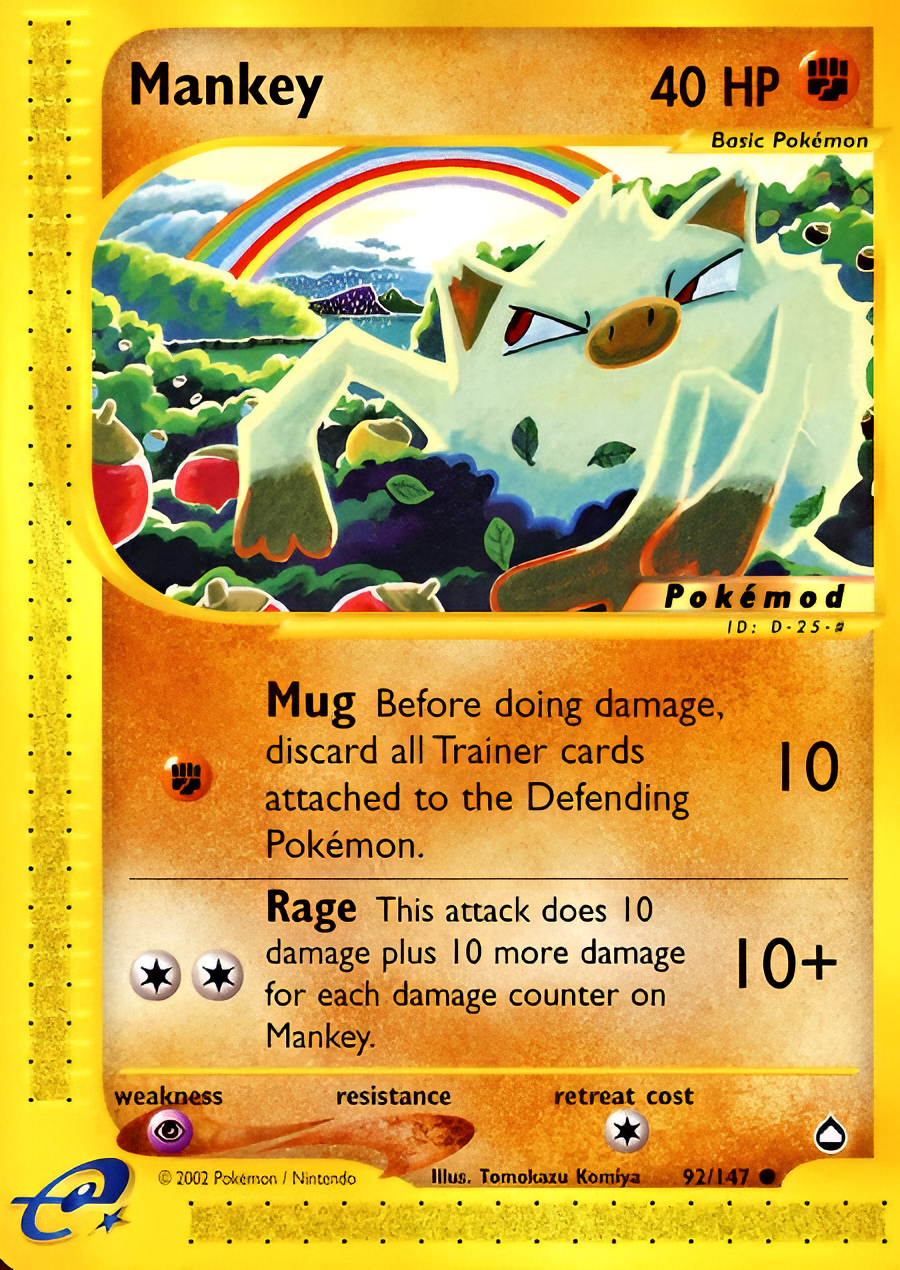 Mankey 40 HP
Basic Pokémon
Pokémod
ID: D-25-#
Mug Before doing damage,
discard all Trainer cards
attached to the Defending
Pokémon.
10
Rage This attack does 10
damage plus 10 more damage
for each damage counter on
Mankey.
10+
weakness resistance retreat cost
© 2002 Pokémon / Nintendo Illus. Tomokazu Komiya 92/147
e